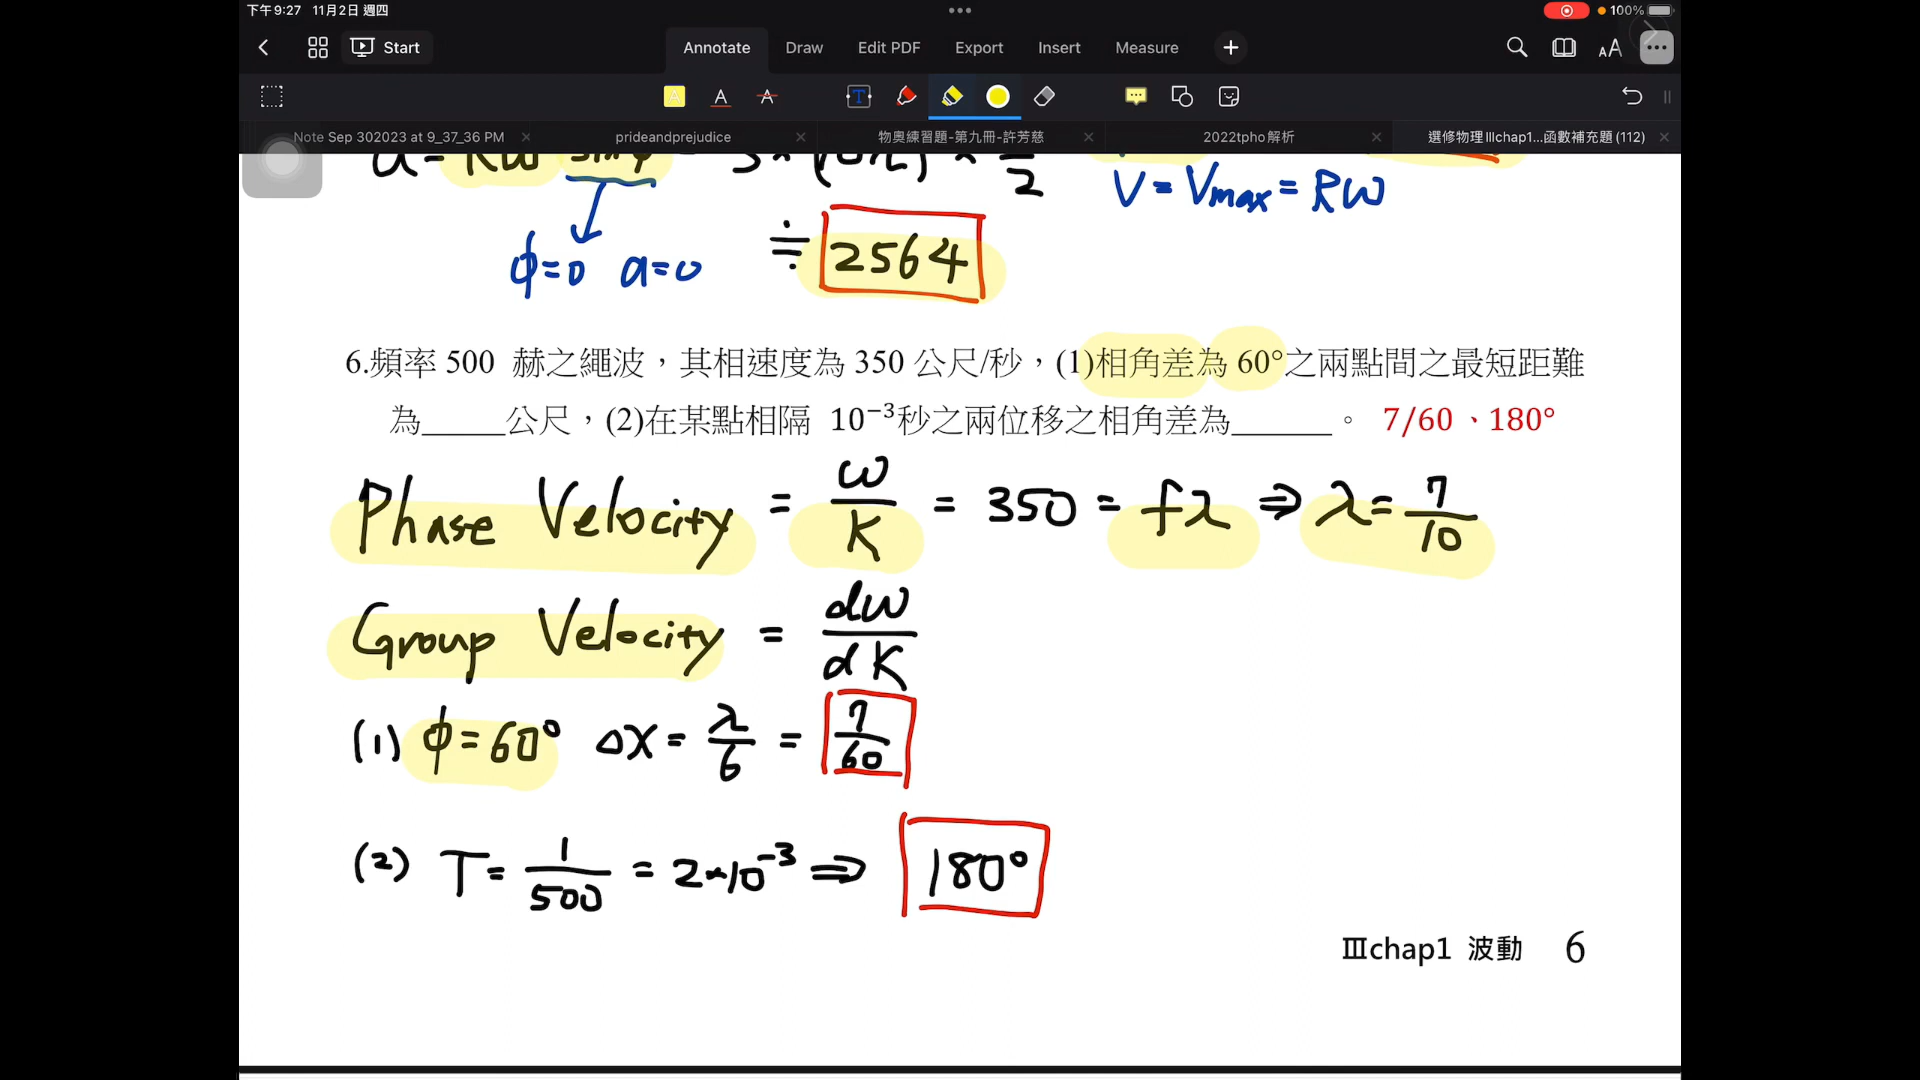 下午9:27 11月2日 週四
100%
Start
Annotate Draw Edit PDF Export Insert Measure
Note Sep 302023 at 9_37_36 PM
prideandprejudice
物奧練習題-第九冊-許芳慈
2022tpho解析
選修物理Ⅲchap1...函數補充題(112)
V = Vmax = RW
φ=0 a=0
≒ 2564
6.頻率 500 赫之繩波，其相速度為 350 公尺/秒，(1)相角差為 60°之兩點間之最短距難
為_____公尺，(2)在某點相隔 10⁻³秒之兩位移之相角差為______。 7/60、180°
Phase Velocity = ω/K = 350 = fλ ⇒ λ = 7/10
Group Velocity = dω/dK
(1) φ=60° ΔX = λ/6 = 7/60
(2) T = 1/500 = 2×10⁻³ ⇒ 180°
Ⅲchap1 波動 6